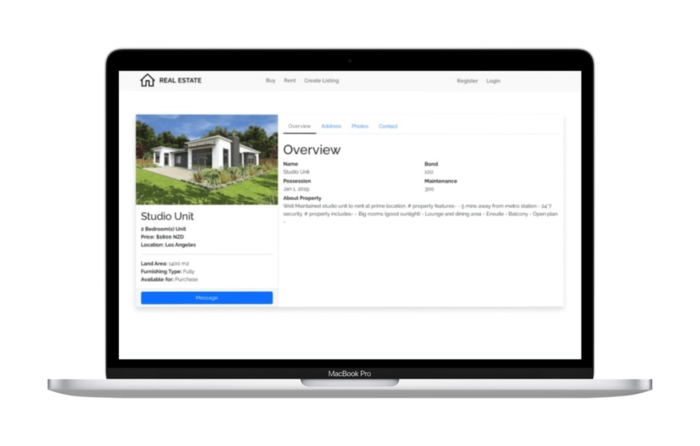 REAL ESTATE
Buy Rent Create Listing
Register Login
Overview Address Photos Contact
Overview
Name
Bond
Studio Unit
100
Possession
Maintenance
Jan 1, 2019
300
About Property
Well Maintained studio unit to rent at prime location. # property features- - 5 mins away from metro station - 24*7
security. # property includes- - Big rooms (good sunlight) - Lounge and dining area - Ensuite - Balcony - Open plan
-
Studio Unit
2 Bedroom(s) Unit
Price: $1800 NZD
Location: Los Angeles
Land Area: 1400 m2
Furnishing Type: Fully
Available for: Purchase
Message
MacBook Pro